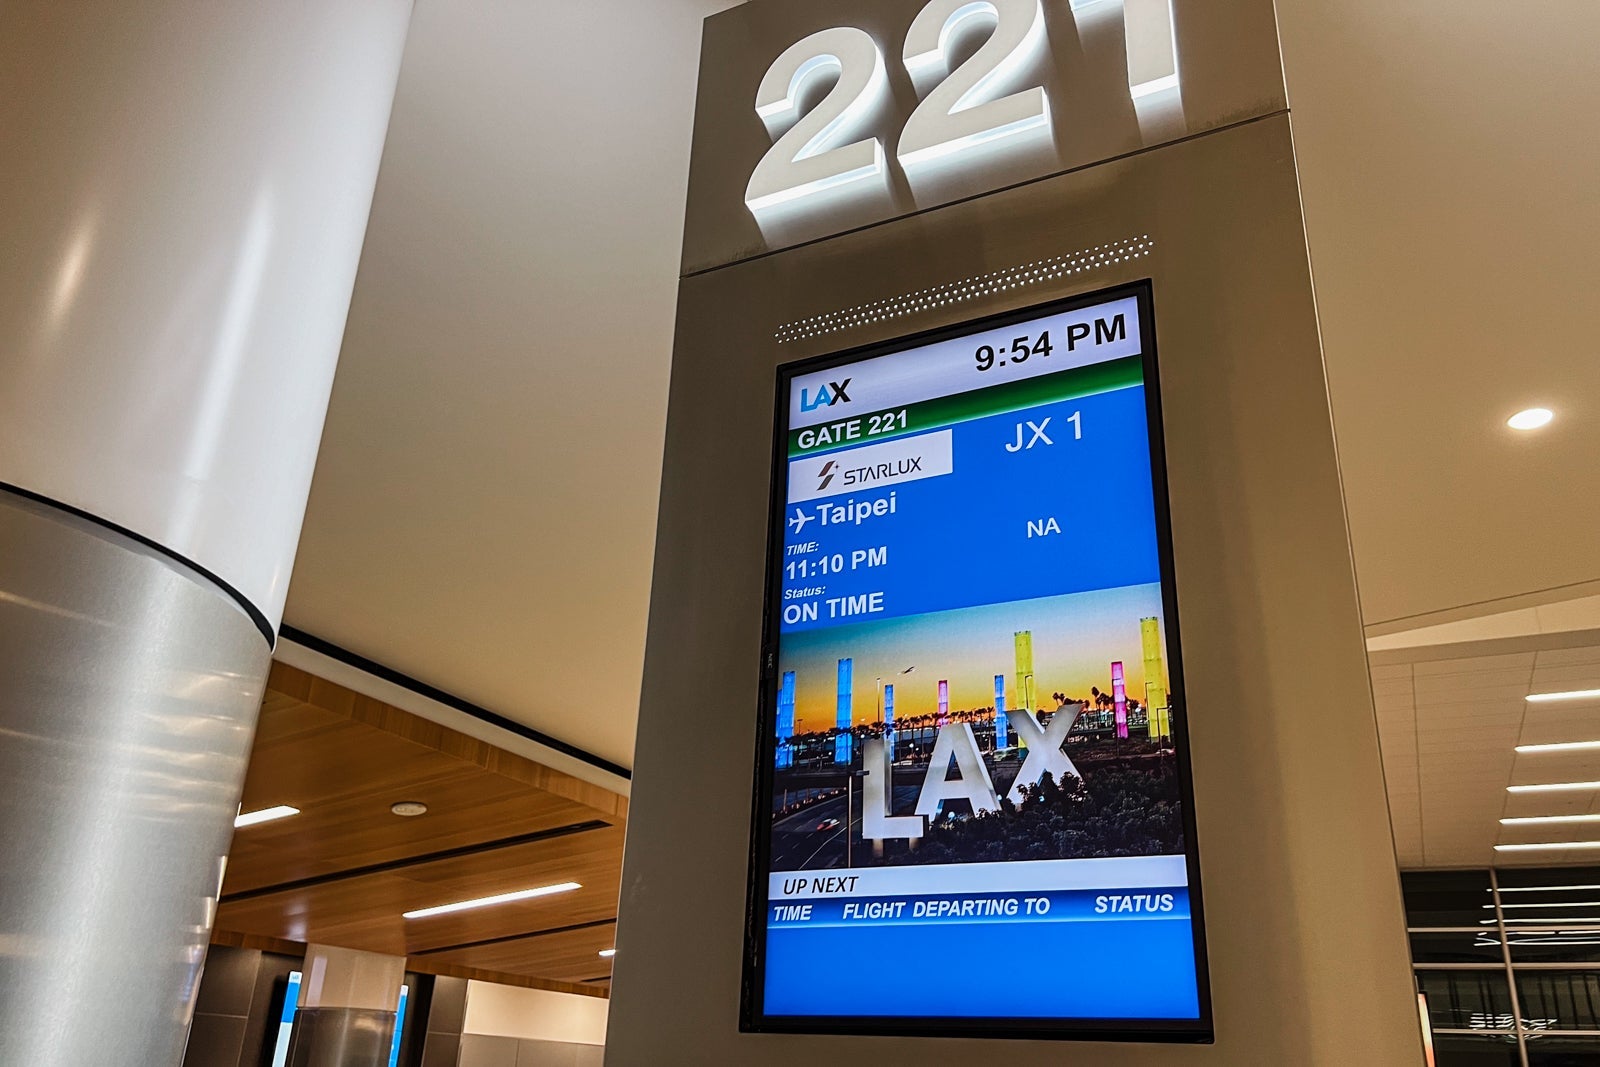 221
9:54 PM
LAX
GATE 221
STARLUX
JX 1
Taipei
NA
TIME:
11:10 PM
Status:
ON TIME
LAX
UP NEXT
TIME FLIGHT DEPARTING TO STATUS